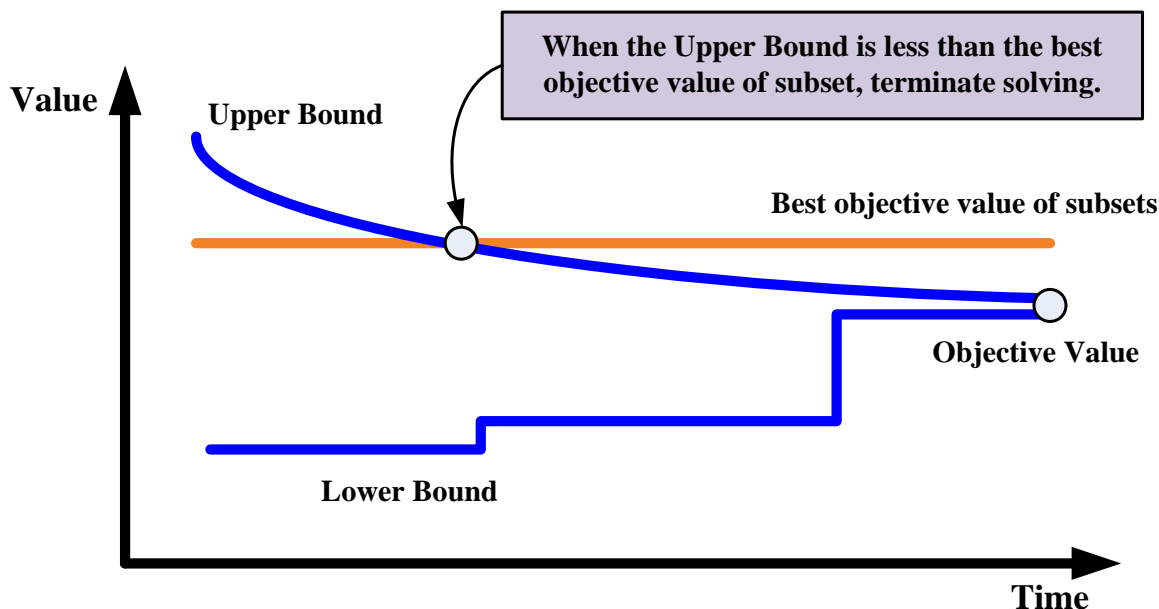 When the Upper Bound is less than the best
objective value of subset, terminate solving.
Value
Upper Bound
Best objective value of subsets
Objective Value
Lower Bound
Time